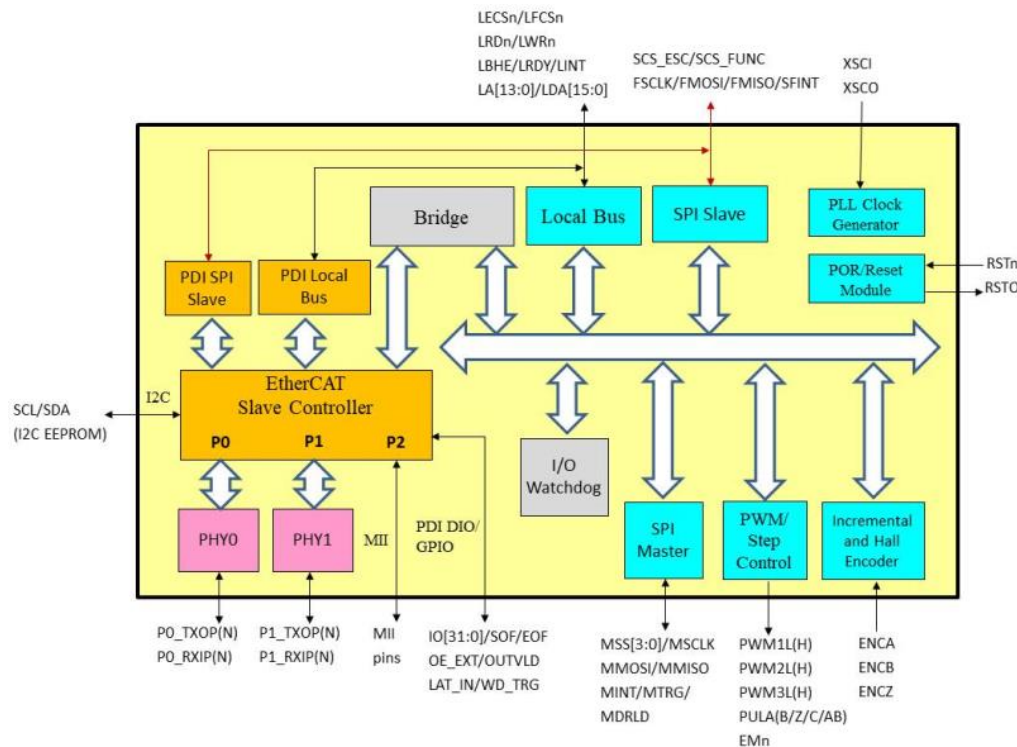 LECSn/LFCSn
LRDn/LWRn
LBHE/LRDY/LINT
LA[13:0]/LDA[15:0]
SCS_ESC/SCS_FUNC
FSCLK/FMOSI/FMISO/SFINT
XSCI
XSCO
Bridge
Local Bus
SPI Slave
PLL Clock
Generator
PDI SPI
Slave
PDI Local
Bus
POR/Reset
Module
RSTn
RSTO
EtherCAT
Slave Controller
P0 P1 P2
I2C
SCL/SDA
(I2C EEPROM)
I/O
Watchdog
PHY0
PHY1
MII
PDI DIO/
GPIO
SPI
Master
PWM/
Step
Control
Incremental
and Hall
Encoder
P0_TXOP(N)
P0_RXIP(N)
P1_TXOP(N)
P1_RXIP(N)
MII
pins
IO[31:0]/SOF/EOF
OE_EXT/OUTVLD
LAT_IN/WD_TRG
MSS[3:0]/MSCLK
MMOSI/MMISO
MINT/MTRG/
MDRLD
PWM1L(H)
PWM2L(H)
PWM3L(H)
PULA(B/Z/C/AB)
EMn
ENCA
ENCB
ENCZ